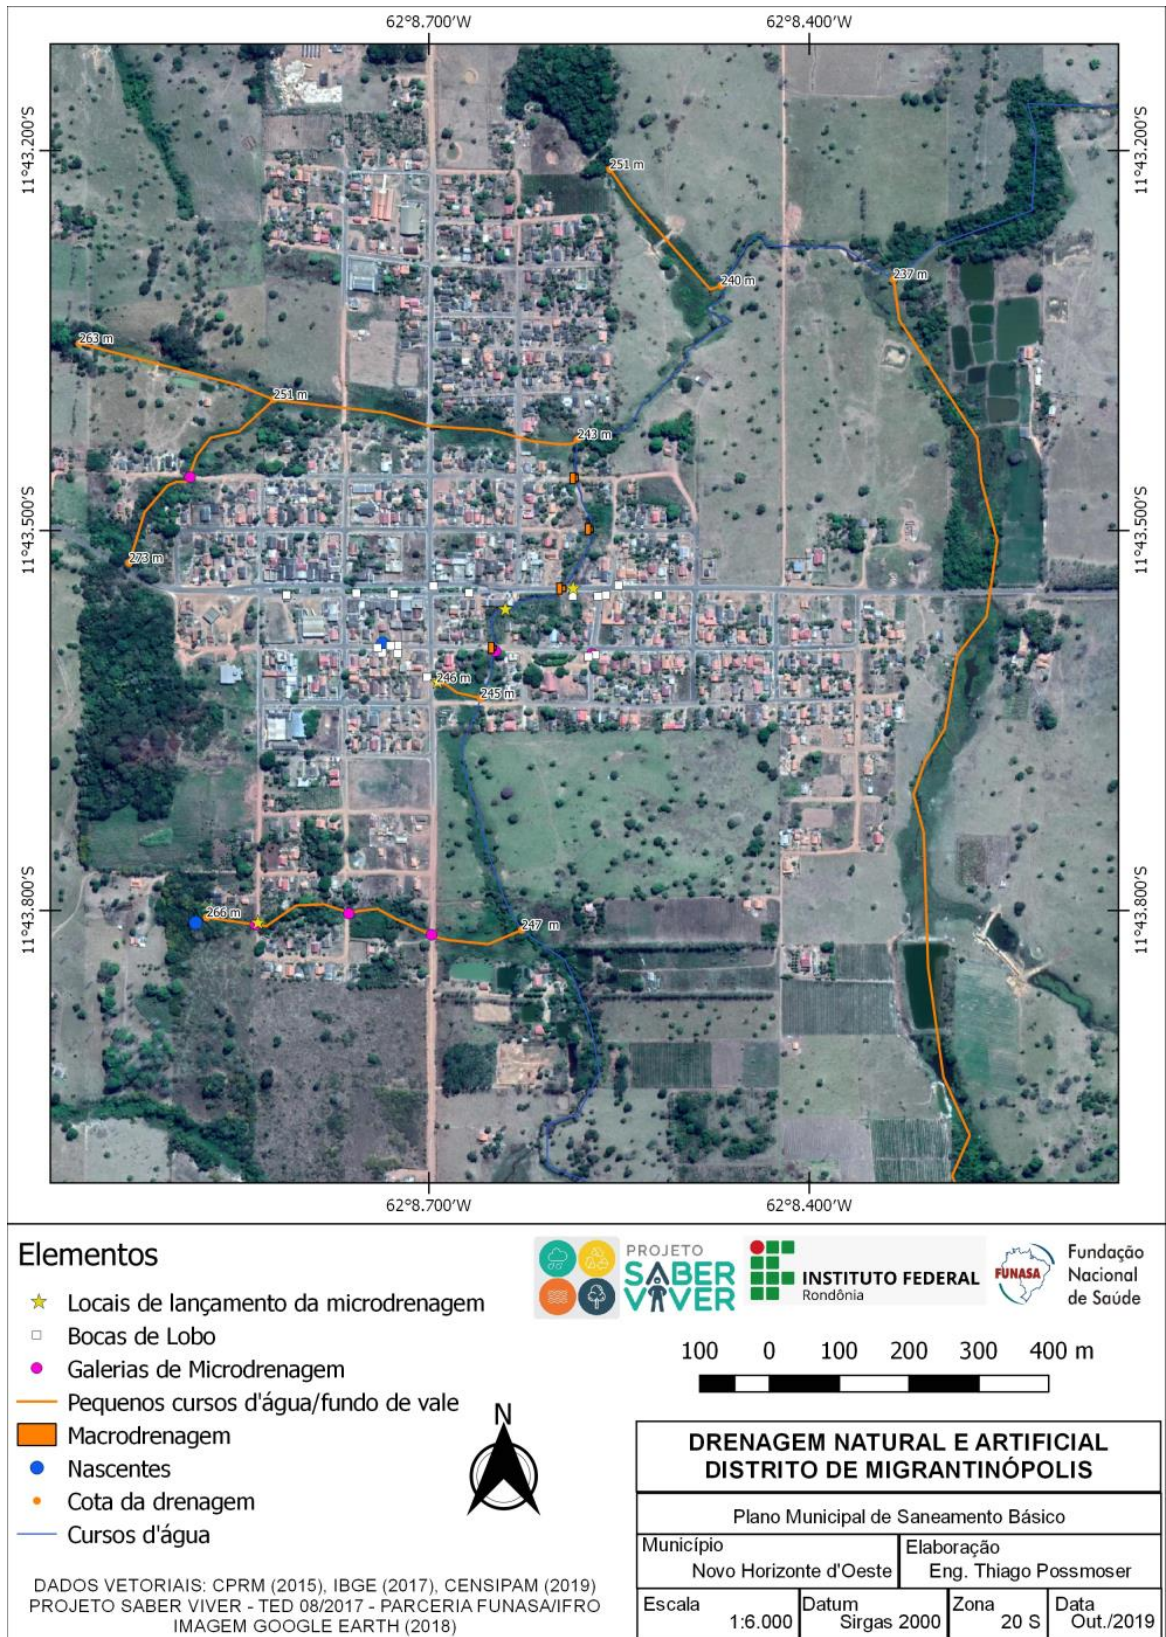 62°8.700'W 62°8.400'W
11°43.200'S 11°43.200'S
251 m
240 m
237 m
263 m
251 m
243 m
11°43.500'S 11°43.500'S
273 m
246 m
245 m
11°43.800'S 11°43.800'S
266 m
247 m
62°8.700'W 62°8.400'W
Elementos
Locais de lançamento da microdrenagem
Bocas de Lobo
Galerias de Microdrenagem
Pequenos cursos d'água/fundo de vale
Macrodrenagem
Nascentes
Cota da drenagem
Cursos d'água
N
DADOS VETORIAIS: CPRM (2015), IBGE (2017), CENSIPAM (2019)
PROJETO SABER VIVER - TED 08/2017 - PARCERIA FUNASA/IFRO
IMAGEM GOOGLE EARTH (2018)
PROJETO
SABER
VIVER
INSTITUTO FEDERAL
Rondônia
FUNASA
Fundação
Nacional
de Saúde
100 0 100 200 300 400 m
DRENAGEM NATURAL E ARTIFICIAL
DISTRITO DE MIGRANTINÓPOLIS
Plano Municipal de Saneamento Básico
Município
Novo Horizonte d'Oeste
Elaboração
Eng. Thiago Possmoser
Escala
1:6.000
Datum
Sirgas 2000
Zona
20 S
Data
Out./2019